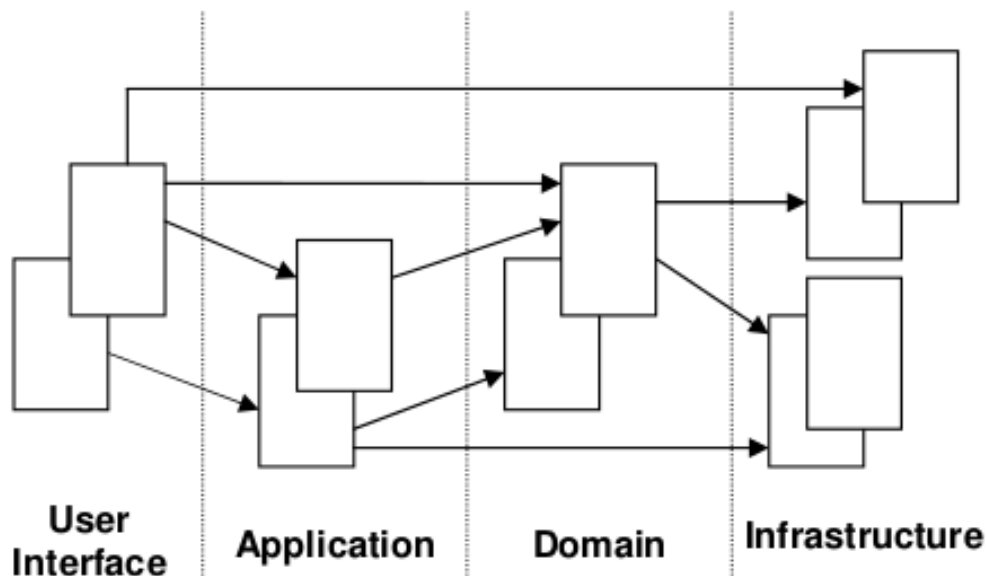 User
Interface
Application
Domain
Infrastructure